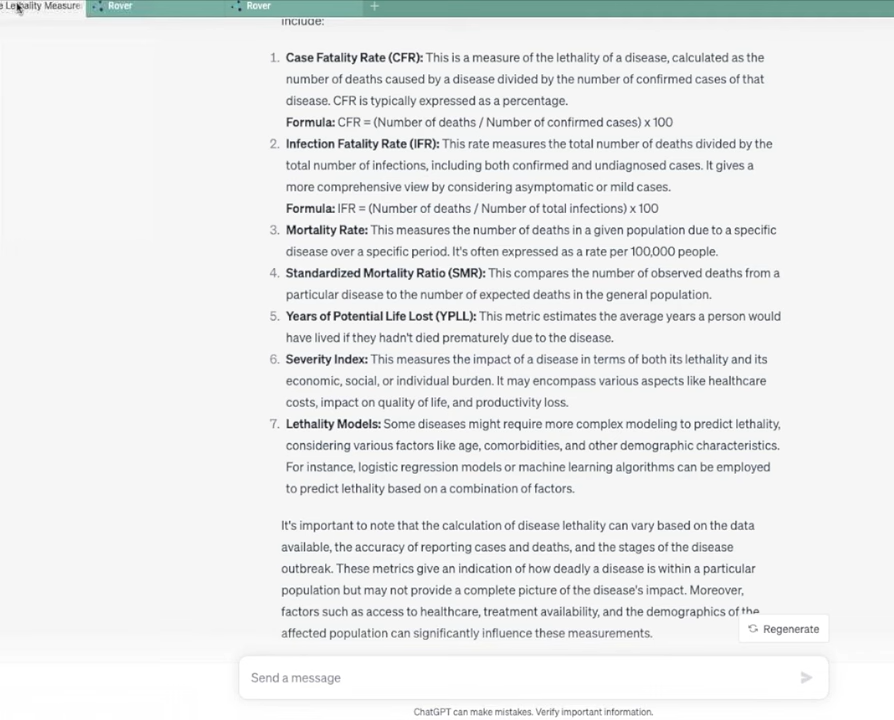 Lethality Measure
Rover
Rover
include:
1. Case Fatality Rate (CFR): This is a measure of the lethality of a disease, calculated as the
number of deaths caused by a disease divided by the number of confirmed cases of that
disease. CFR is typically expressed as a percentage.
Formula: CFR = (Number of deaths / Number of confirmed cases) x 100
2. Infection Fatality Rate (IFR): This rate measures the total number of deaths divided by the
total number of infections, including both confirmed and undiagnosed cases. It gives a
more comprehensive view by considering asymptomatic or mild cases.
Formula: IFR = (Number of deaths / Number of total infections) x 100
3. Mortality Rate: This measures the number of deaths in a given population due to a specific
disease over a specific period. It's often expressed as a rate per 100,000 people.
4. Standardized Mortality Ratio (SMR): This compares the number of observed deaths from a
particular disease to the number of expected deaths in the general population.
5. Years of Potential Life Lost (YPLL): This metric estimates the average years a person would
have lived if they hadn't died prematurely due to the disease.
6. Severity Index: This measures the impact of a disease in terms of both its lethality and its
economic, social, or individual burden. It may encompass various aspects like healthcare
costs, impact on quality of life, and productivity loss.
7. Lethality Models: Some diseases might require more complex modeling to predict lethality,
considering various factors like age, comorbidities, and other demographic characteristics.
For instance, logistic regression models or machine learning algorithms can be employed
to predict lethality based on a combination of factors.
It's important to note that the calculation of disease lethality can vary based on the data
available, the accuracy of reporting cases and deaths, and the stages of the disease
outbreak. These metrics give an indication of how deadly a disease is within a particular
population but may not provide a complete picture of the disease's impact. Moreover,
factors such as access to healthcare, treatment availability, and the demographics of the
affected population can significantly influence these measurements.
Regenerate
Send a message
ChatGPT can make mistakes. Verify important information.